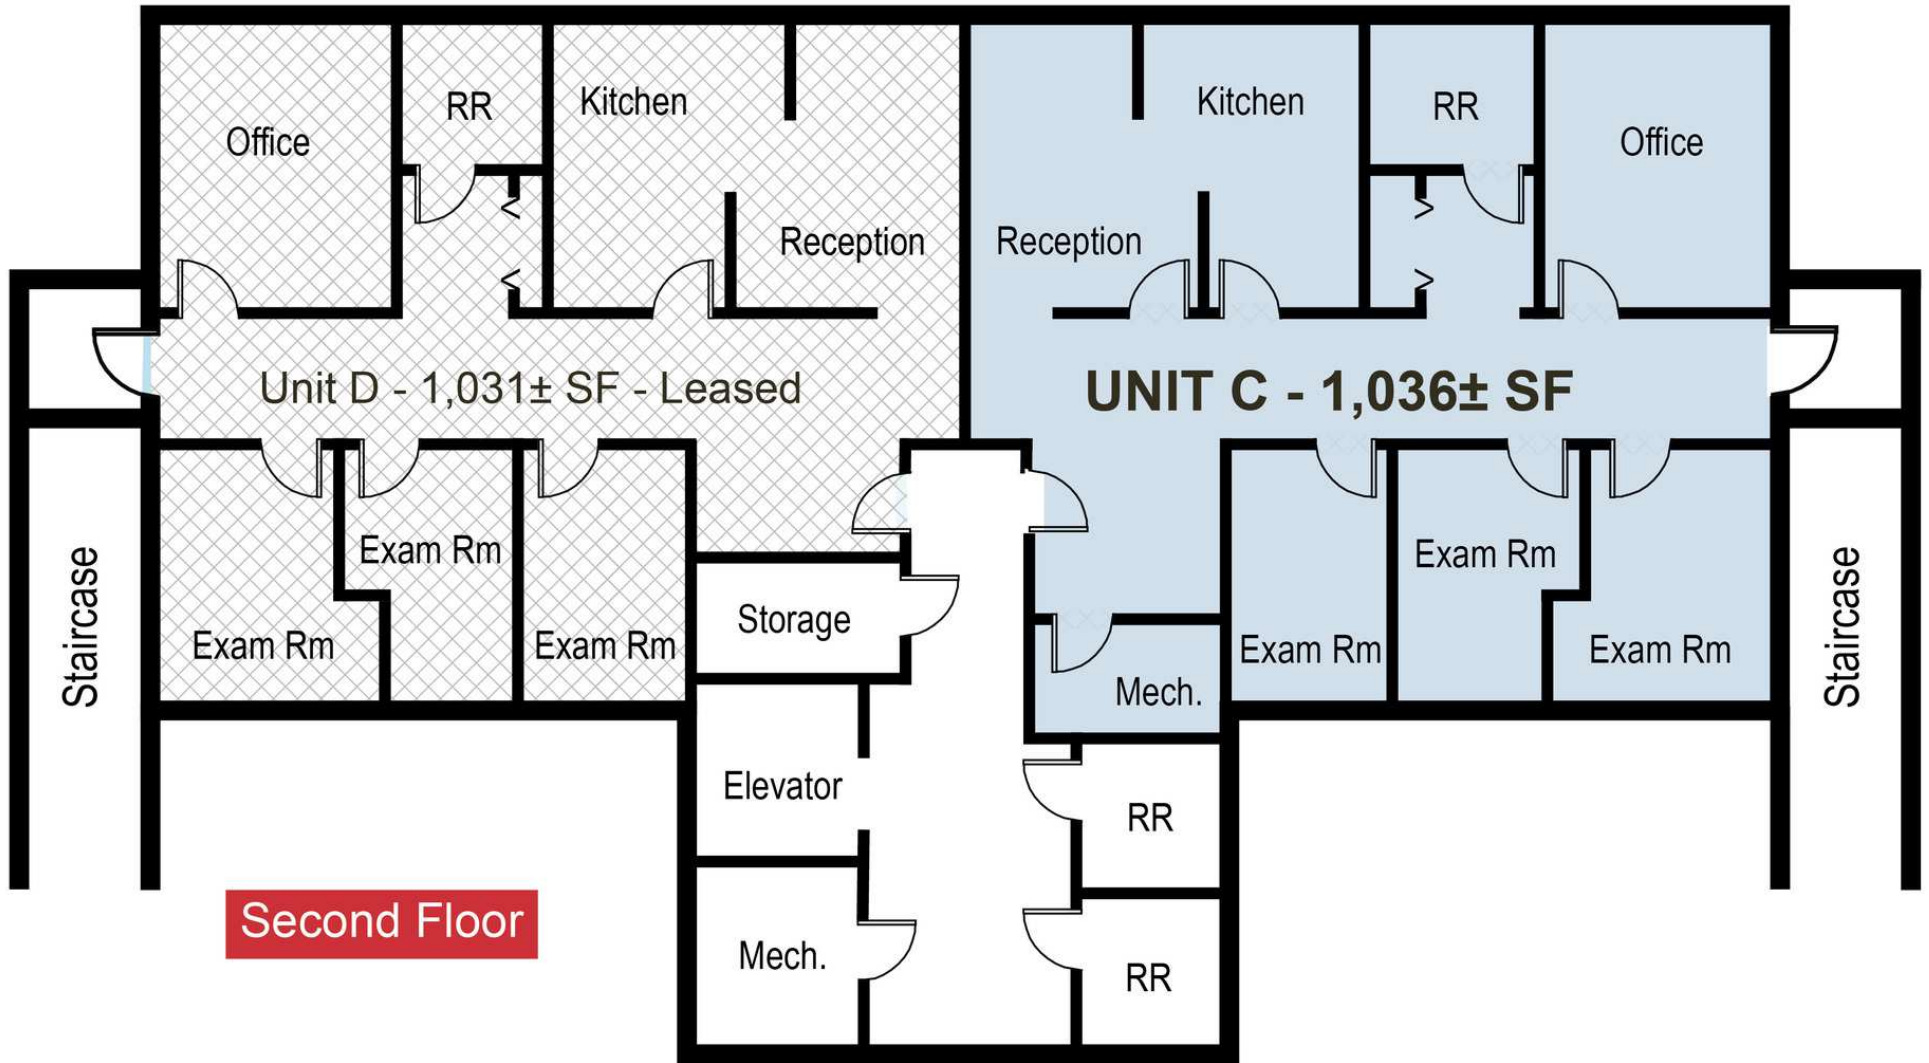 Office
RR
Kitchen
Reception
Reception
Kitchen
RR
Office
Unit D - 1,031± SF - Leased
UNIT C - 1,036± SF
Exam Rm
Exam Rm
Exam Rm
Storage
Exam Rm
Exam Rm
Exam Rm
Mech.
Staircase
Staircase
Elevator
RR
Second Floor
Mech.
RR